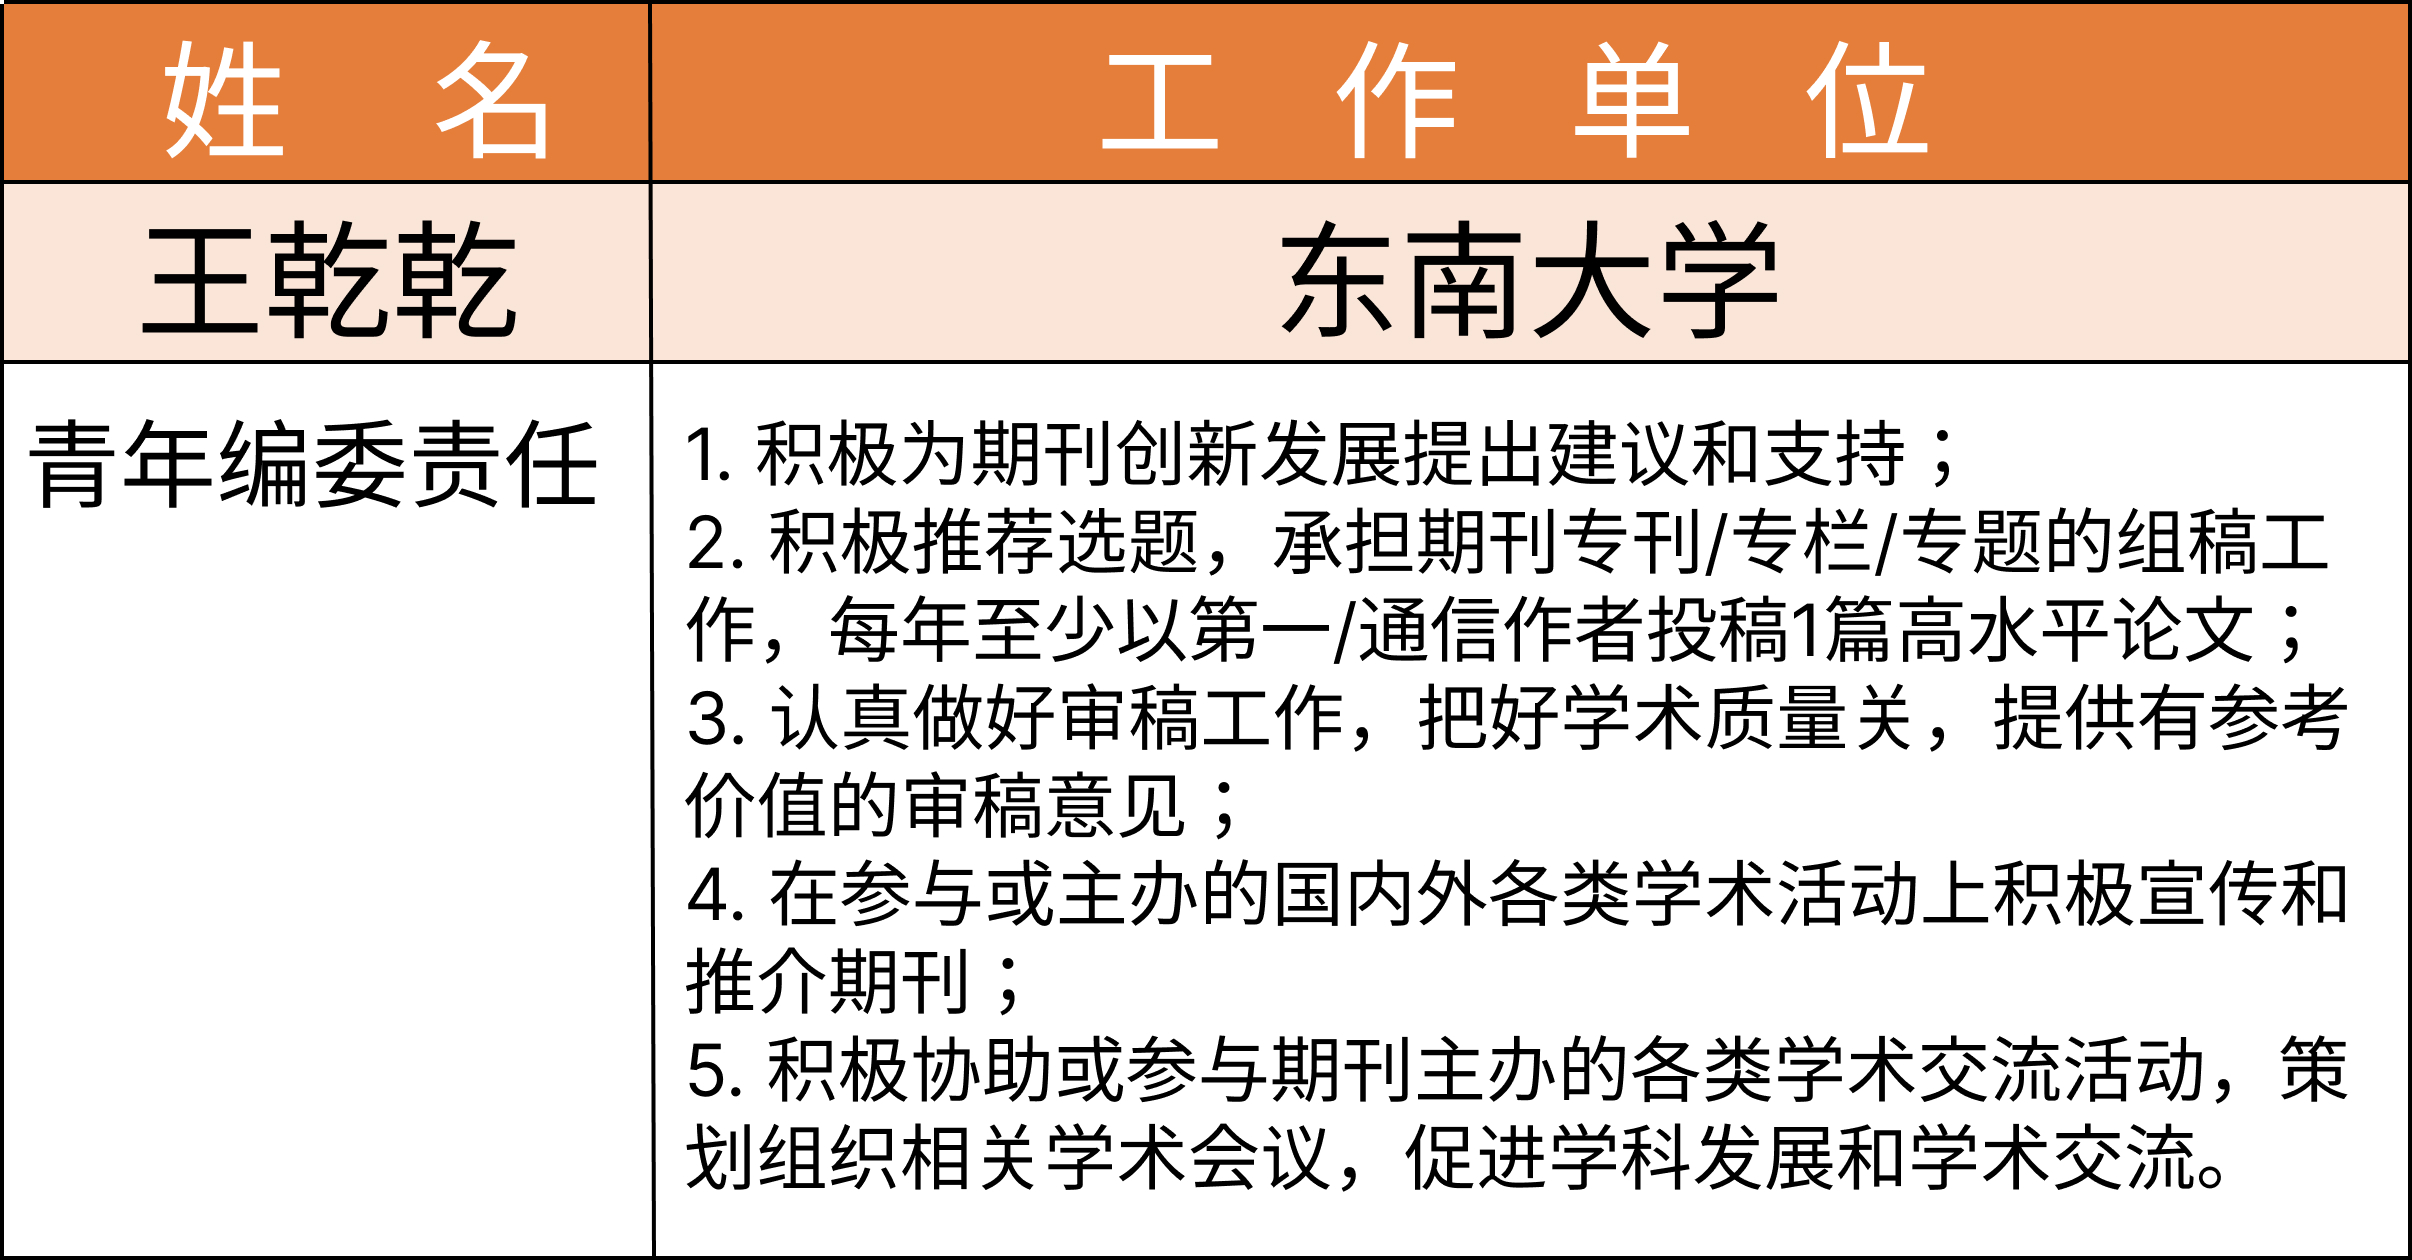 姓 名 工 作 单 位
王乾乾 东南大学
青年编委责任
1. 积极为期刊创新发展提出建议和支持；
2. 积极推荐选题，承担期刊专刊/专栏/专题的组稿工
作，每年至少以第一/通信作者投稿1篇高水平论文；
3. 认真做好审稿工作，把好学术质量关，提供有参考
价值的审稿意见；
4. 在参与或主办的国内外各类学术活动上积极宣传和
推介期刊；
5. 积极协助或参与期刊主办的各类学术交流活动，策
划组织相关学术会议，促进学科发展和学术交流。